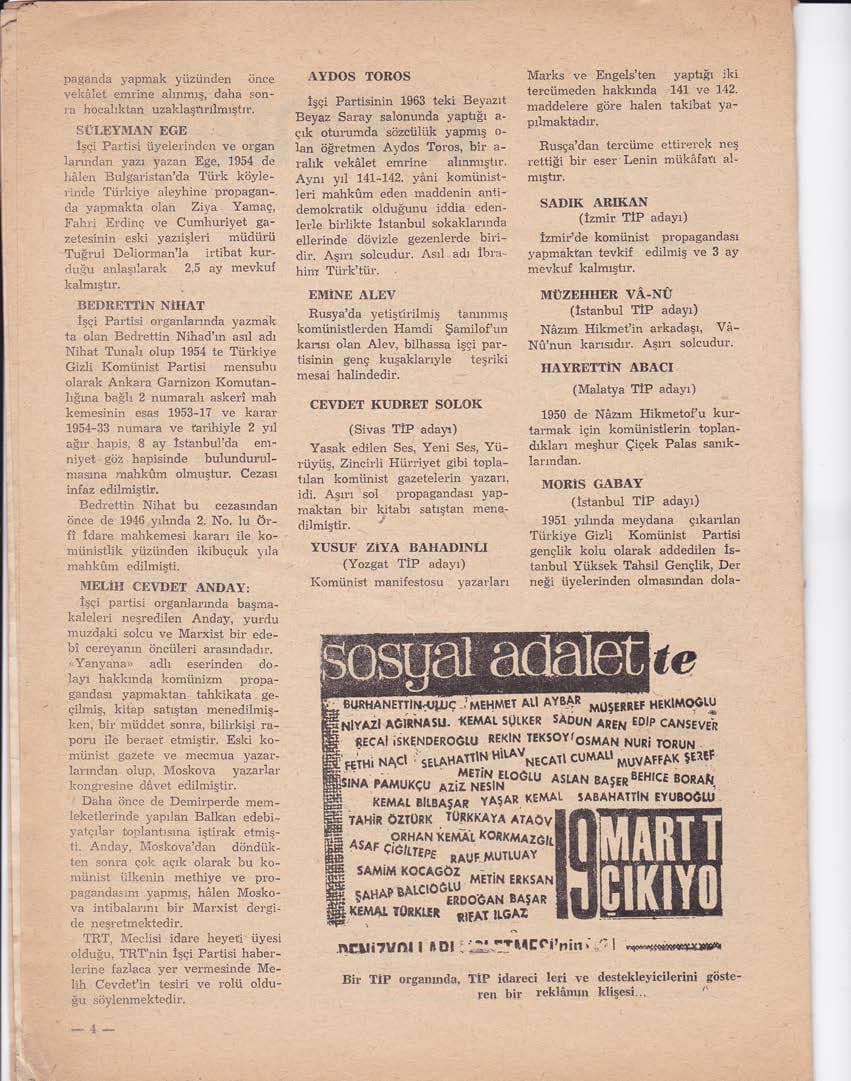 paganda yapmak yüzünden önce
vekâlet emrine alınmış, daha son-
ra hocalıktan uzaklaştırılmıştır.
SÜLEYMAN EGE
İşçi Partisi üyelerinden ve organ
larından yazı yazan Ege, 1954 de
hâlen Bulgaristan'da Türk köyle-
rinde Türkiye aleyhine propagan-
da yapmakta olan Ziya Yamaç,
Fahri Erdinç ve Cumhuriyet ga-
zetesinin eski yazıişleri müdürü
Tuğrul Deliorman'la irtibat kur-
duğu anlaşılarak 2,5 ay mevkuf
kalmıştır.
BEDRETTİN NİHAT
İşçi Partisi organlarında yazmak
ta olan Bedrettin Nihad'ın asıl adı
Nihat Tunalı olup 1954 te Türkiye
Gizli Komünist Partisi mensubu
olarak Ankara Garnizon Komutan-
lığına bağlı 2 numaralı askerî mah
kemesinin esas 1953-17 ve karar
1954-33 numara ve tarihiyle 2 yıl
ağır hapis, 8 ay İstanbul'da em-
niyet göz hapisinde bulundurul-
masına mahkûm olmuştur. Cezası
infaz edilmiştir.
Bedrettin Nihat bu cezasından
önce de 1946 yılında 2. No. lu Ör-
fî İdare mahkemesi kararı ile ko-
münistlik yüzünden ikibuçuk yıla
mahkûm edilmişti.
MELİH CEVDET ANDAY:
İşçi partisi organlarında başma-
kaleleri neşredilen Anday, yurdu
muzdaki solcu ve Marxist bir ede-
bî cereyanın öncüleri arasındadır.
«Yanyana» adlı eserinden do-
layı hakkında komünizm propa-
gandası yapmaktan tahkikata ge-
çilmiş, kitap satıştan menedilmiş-
ken, bir müddet sonra, bilirkişi ra-
poru ile beraet etmiştir. Eski ko-
münist gazete ve mecmua yazar-
larından olup, Moskova yazarlar
kongresine dâvet edilmiştir.
Daha önce de Demirperde mem-
leketlerinde yapılan Balkan edebi-
yatçılar toplantısına iştirak etmiş-
ti. Anday, Moskova'dan döndük-
ten sonra çok açık olarak bu ko-
münist ülkenin methiye ve pro-
pagandasını yapmış, hâlen Mosko-
va intibalarını bir Marxist dergi-
de neşretmektedir.
TRT, Meclisi idare heyeti üyesi
olduğu, TRT'nin İşçi Partisi haber-
lerine fazlaca yer vermesinde Me-
lih Cevdet'in tesiri ve rolü oldu-
ğu söylenmektedir.
— 4 —
AYDOS TOROS
İşçi Partisinin 1963 teki Beyazıt
Beyaz Saray salonunda yaptığı a-
çık oturumda sözcülük yapmış o-
lan öğretmen Aydos Toros, bir a-
ralık vekâlet emrine alınmıştır.
Aynı yıl 141-142. yâni komünist-
leri mahkûm eden maddenin anti-
demokratik olduğunu iddia eden-
lerle birlikte İstanbul sokaklarında
ellerinde dövizle gezenlerde biri-
dir. Aşırı solcudur. Asıl adı İbra-
him Türk'tür.
EMİNE ALEV
Rusya'da yetiştirilmiş tanınmış
komünistlerden Hamdi Şamilof'un
karısı olan Alev, bilhassa işçi par-
tisinin genç kuşaklarıyle teşriki
mesai halindedir.
CEVDET KUDRET SOLOK
(Sivas TİP adayı)
Yasak edilen Ses, Yeni Ses, Yü-
rüyüş, Zincirli Hürriyet gibi topla-
tılan komünist gazetelerin yazarı,
idi. Aşırı sol propagandası yap-
maktan bir kitabı satıştan mene-
dilmiştir.
YUSUF ZİYA BAHADINLI
(Yozgat TİP adayı)
Komünist manifestosu yazarları
Marks ve Engels'ten yaptığı iki
tercümeden hakkında 141 ve 142.
maddelere göre halen takibat ya-
pılmaktadır.
Rusça'dan tercüme ettirerek neş
rettiği bir eser Lenin mükâfatı al-
mıştır.
SADIK ARIKAN
(İzmir TİP adayı)
İzmir'de komünist propagandası
yapmaktan tevkif edilmiş ve 3 ay
mevkuf kalmıştır.
MÜZEHHER VÂ-NÛ
(İstanbul TİP adayı)
Nâzım Hikmet'in arkadaşı, Vâ-
Nû'nun karısıdır. Aşırı solcudur.
HAYRETTİN ABACI
(Malatya TİP adayı)
1950 de Nâzım Hikmetof'u kur-
tarmak için komünistlerin toplan-
dıkları meşhur Çiçek Palas sanık-
larından.
MORİS GABAY
(İstanbul TİP adayı)
1951 yılında meydana çıkarılan
Türkiye Gizli Komünist Partisi
gençlik kolu olarak addedilen İs-
tanbul Yüksek Tahsil Gençlik, Der
neği üyelerinden olmasından dola-
sosyal adalet te
BURHANETTİN ULUÇ MEHMET ALİ AYBAR MÜŞERREF HEKİMOĞLU
NİYAZİ AĞIRNASLI. KEMAL SÜLKER SADUN AREN EDİP CANSEVER
RECAİ İSKENDEROĞLU REKİN TEKSOY OSMAN NURİ TORUN
FETHİ NAÇİ SELAHATTİN HİLAV NECATİ CUMALI MUVAFFAK ŞEREF
SİNA PAMUKÇU AZİZ NESİN METİN ELOĞLU ASLAN BAŞER BEHİCE BORAN,
KEMAL BİLBAŞAR YAŞAR KEMAL SABAHATTİN EYUBOĞLU
TAHİR ÖZTÜRK TÜRKKAYA ATAÖV
ORHAN KEMAL KORKMAZGİL
ASAF ÇİĞİLTEPE RAUF MUTLUAY
SAMİM KOCAGÖZ METİN ERKSAN
ŞAHAP BALCIOĞLU ERDOĞAN BAŞAR
KEMAL TÜRKLER RIFAT ILGAZ
19 MARTT
ÇIKIYO
Bir TİP organında, TİP idareci leri ve destekleyicilerini göste-
ren bir reklâmın klişesi...